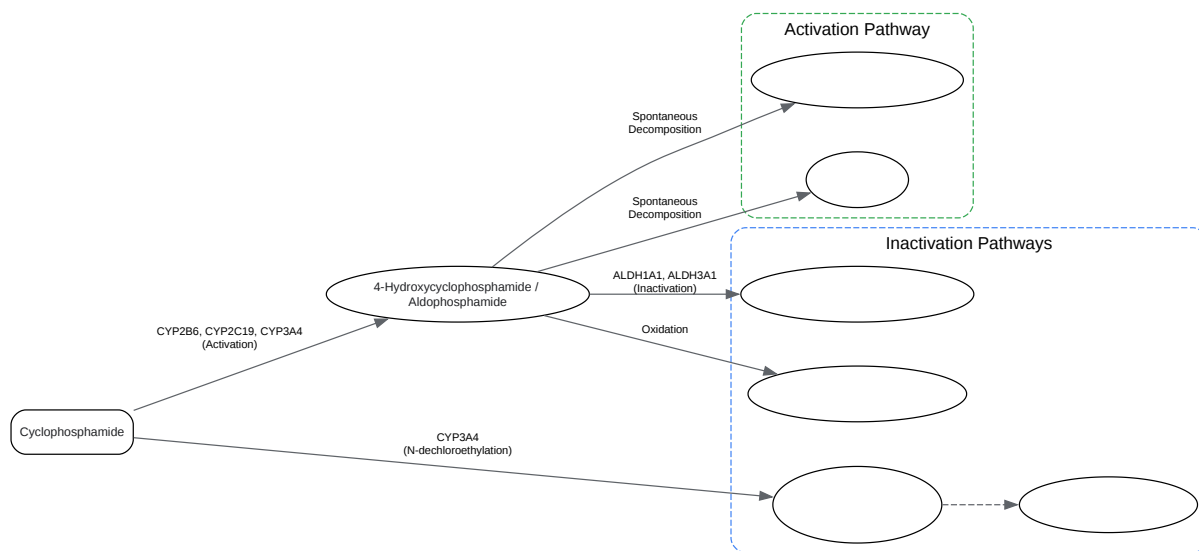 Activation Pathway
Spontaneous
Decomposition
Spontaneous
Decomposition
Inactivation Pathways
ALDH1A1, ALDH3A1
(Inactivation)
4-Hydroxycyclophosphamide /
Aldophosphamide
Oxidation
CYP2B6, CYP2C19, CYP3A4
(Activation)
Cyclophosphamide
CYP3A4
(N-dechloroethylation)